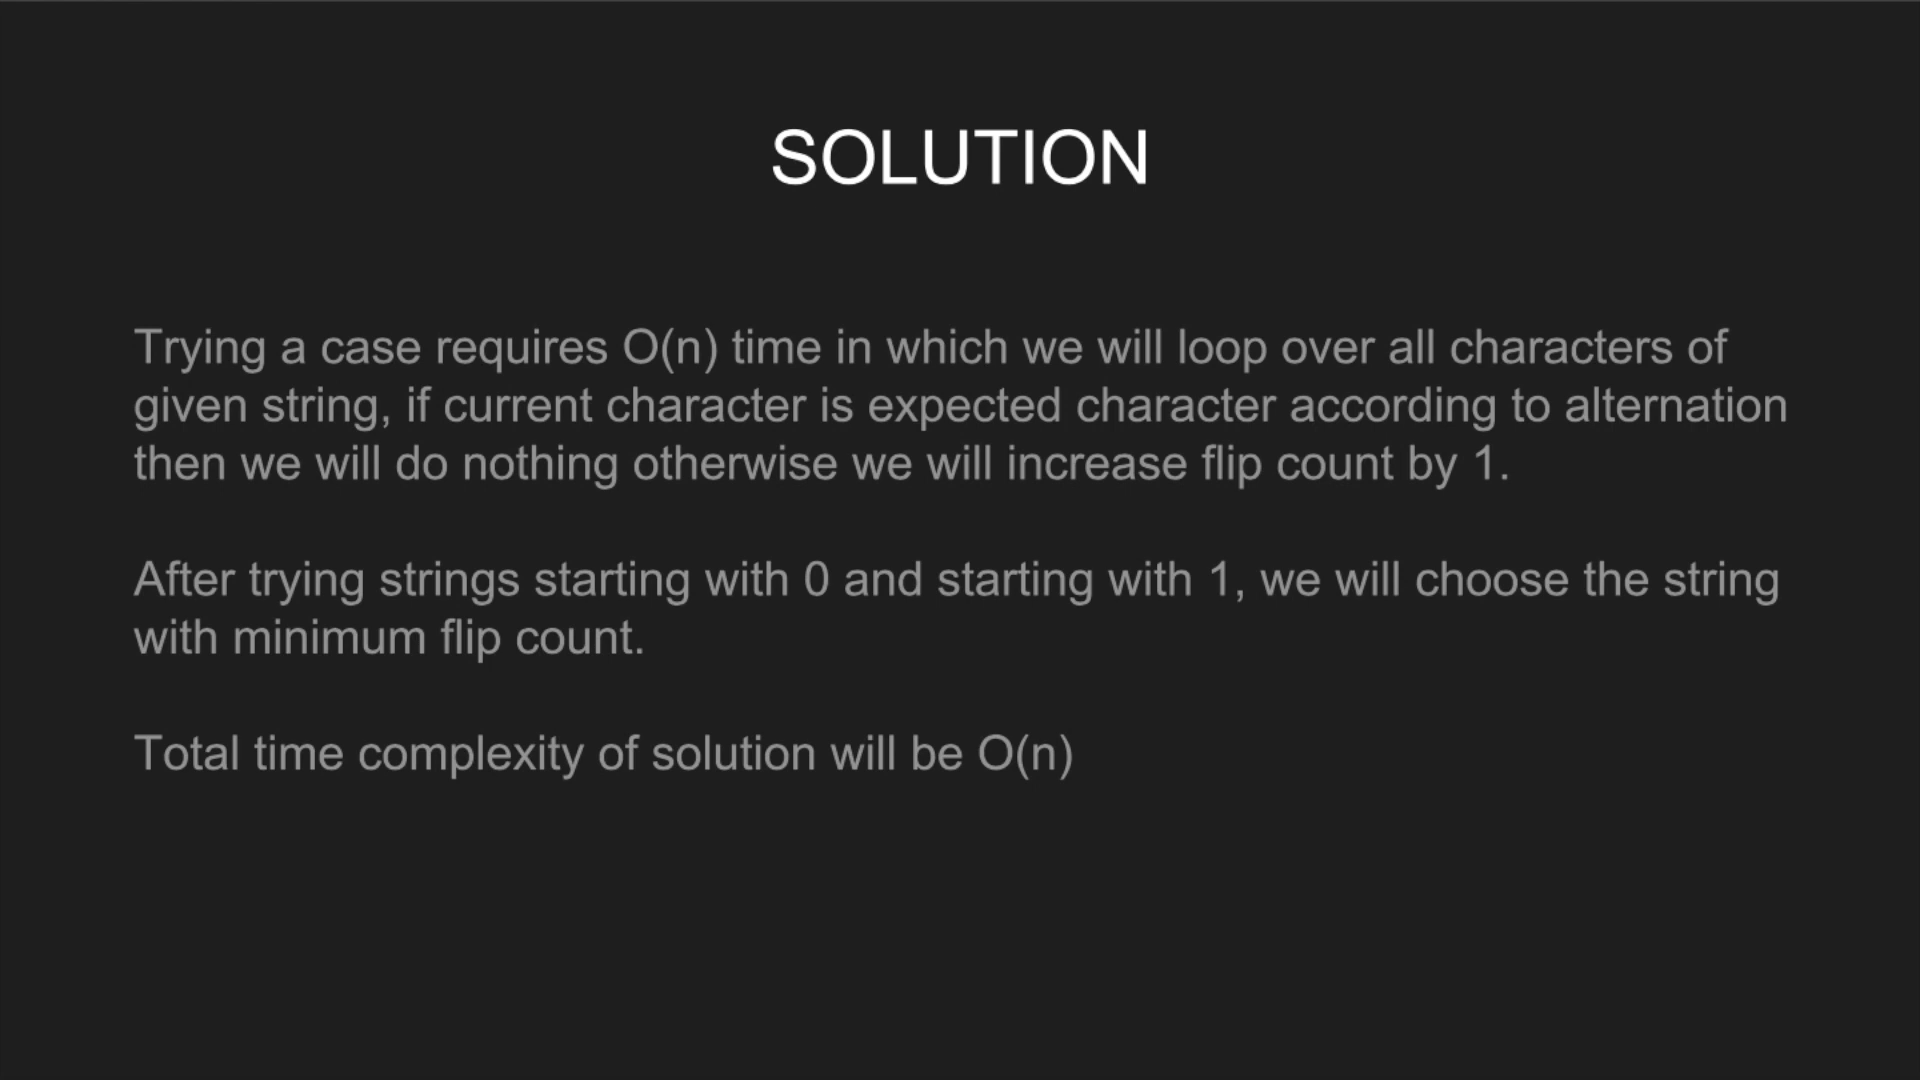 SOLUTION
Trying a case requires O(n) time in which we will loop over all characters of
given string, if current character is expected character according to alternation
then we will do nothing otherwise we will increase flip count by 1.
After trying strings starting with 0 and starting with 1, we will choose the string
with minimum flip count.
Total time complexity of solution will be O(n)